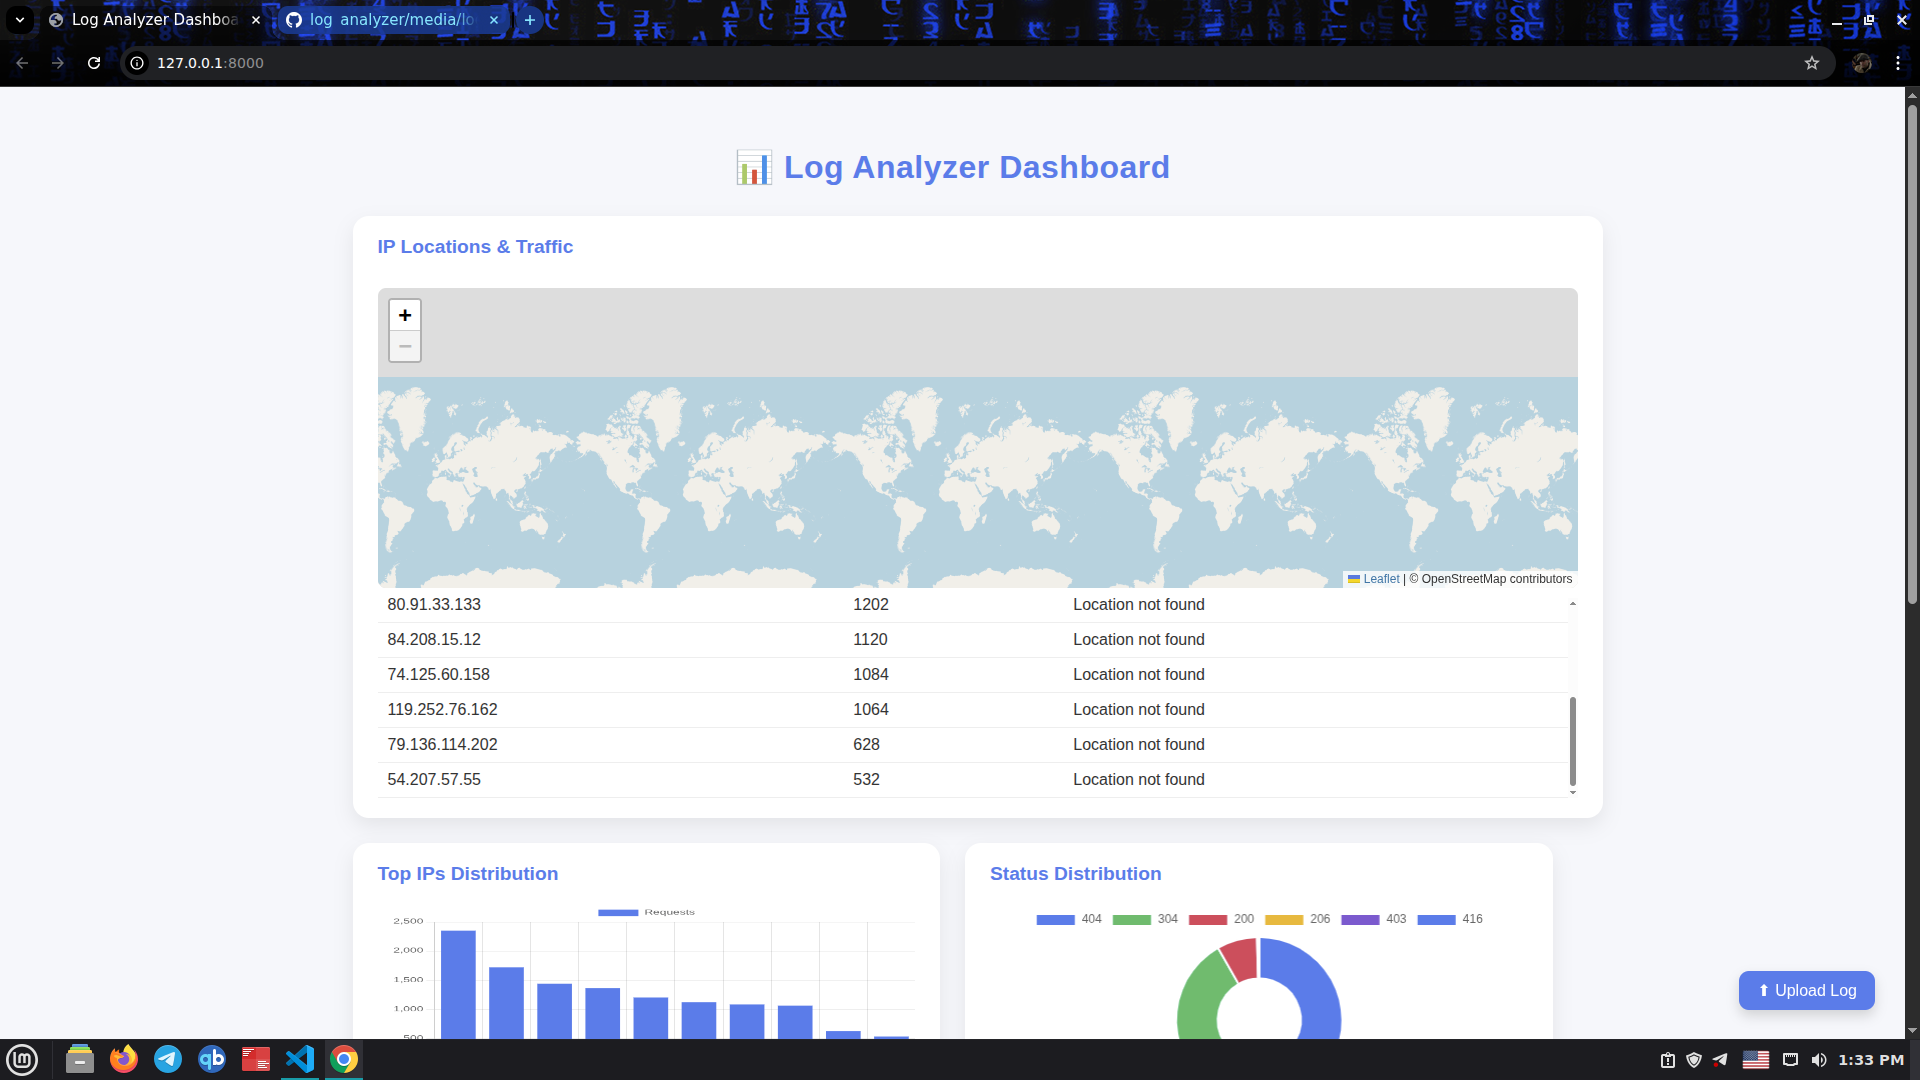 Log Analyzer Dashboa
log_analyzer/media/lo
127.0.0.1:8000
Log Analyzer Dashboard
IP Locations & Traffic
+
−
Leaflet | © OpenStreetMap contributors
80.91.33.133 1202 Location not found
84.208.15.12 1120 Location not found
74.125.60.158 1084 Location not found
119.252.76.162 1064 Location not found
79.136.114.202 628 Location not found
54.207.57.55 532 Location not found
Top IPs Distribution
Requests
2,500
2,000
1,500
1,000
500
Status Distribution
404 304 200 206 403 416
⬆ Upload Log
qb
1:33 PM